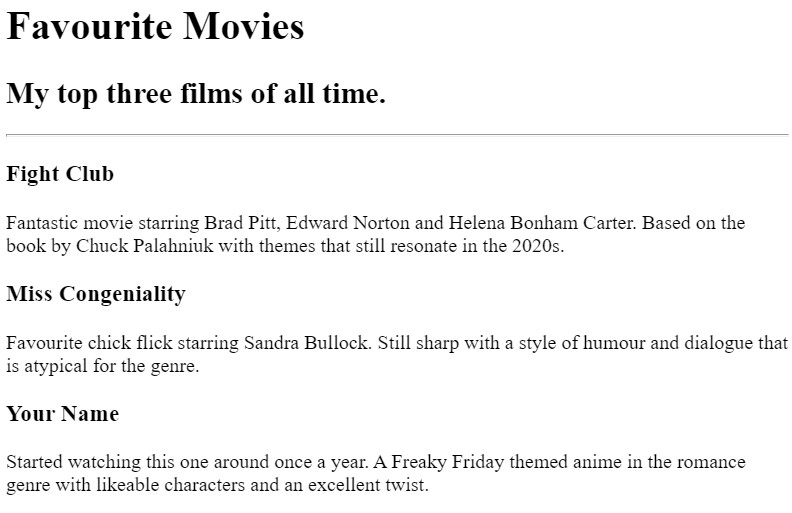 Favourite Movies
My top three films of all time.
Fight Club
Fantastic movie starring Brad Pitt, Edward Norton and Helena Bonham Carter. Based on the
book by Chuck Palahniuk with themes that still resonate in the 2020s.
Miss Congeniality
Favourite chick flick starring Sandra Bullock. Still sharp with a style of humour and dialogue that
is atypical for the genre.
Your Name
Started watching this one around once a year. A Freaky Friday themed anime in the romance
genre with likeable characters and an excellent twist.